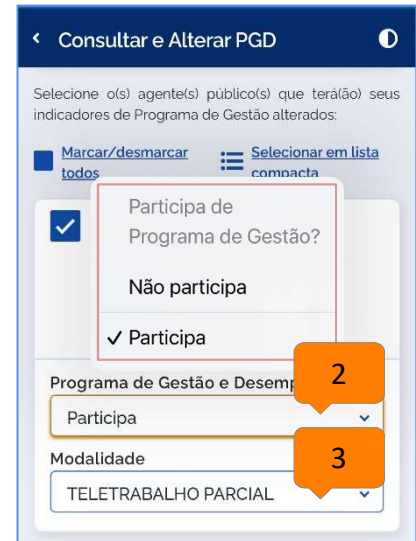 Consultar e Alterar PGD
Selecione o(s) agente(s) público(s) que terá(ão) seus
indicadores de Programa de Gestão alterados:
Marcar/desmarcar
todos
Selecionar em lista
compacta
Participa de
Programa de Gestão?
Não participa
✓ Participa
Programa de Gestão e
2
Participa
Modalidade
3
TELETRABALHO PARCIAL